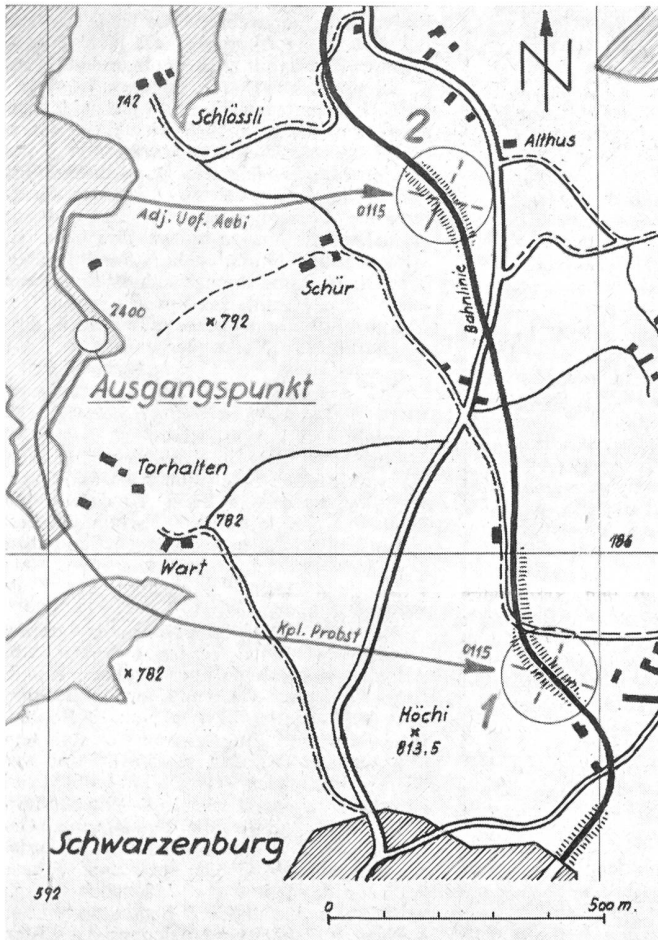 N
742
Schlössli
2
Althus
Adj. Uof. Aebi
0115
Schür
Bahnlinie
2400
×792
Ausgangspunkt
Torhalten
782
Wart
186
Kpl. Probst
0115
×782
1
Höchi
×
813,5
Schwarzenburg
592
0
500 m.